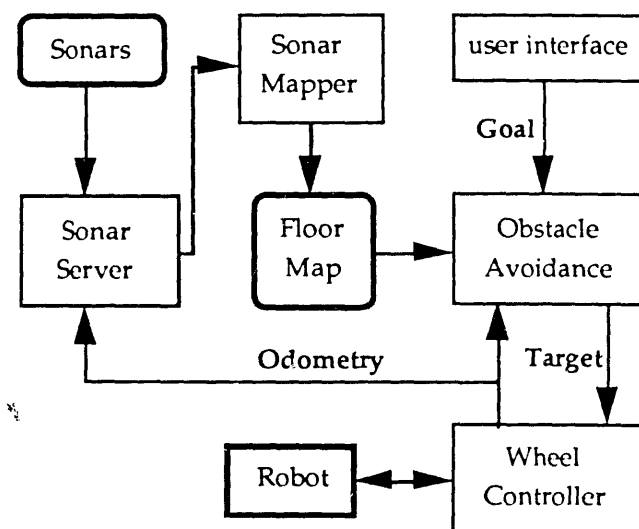 Sonars
Sonar
Mapper
user interface
Goal
Sonar
Server
Floor
Map
Obstacle
Avoidance
Odometry
Target
Robot
Wheel
Controller